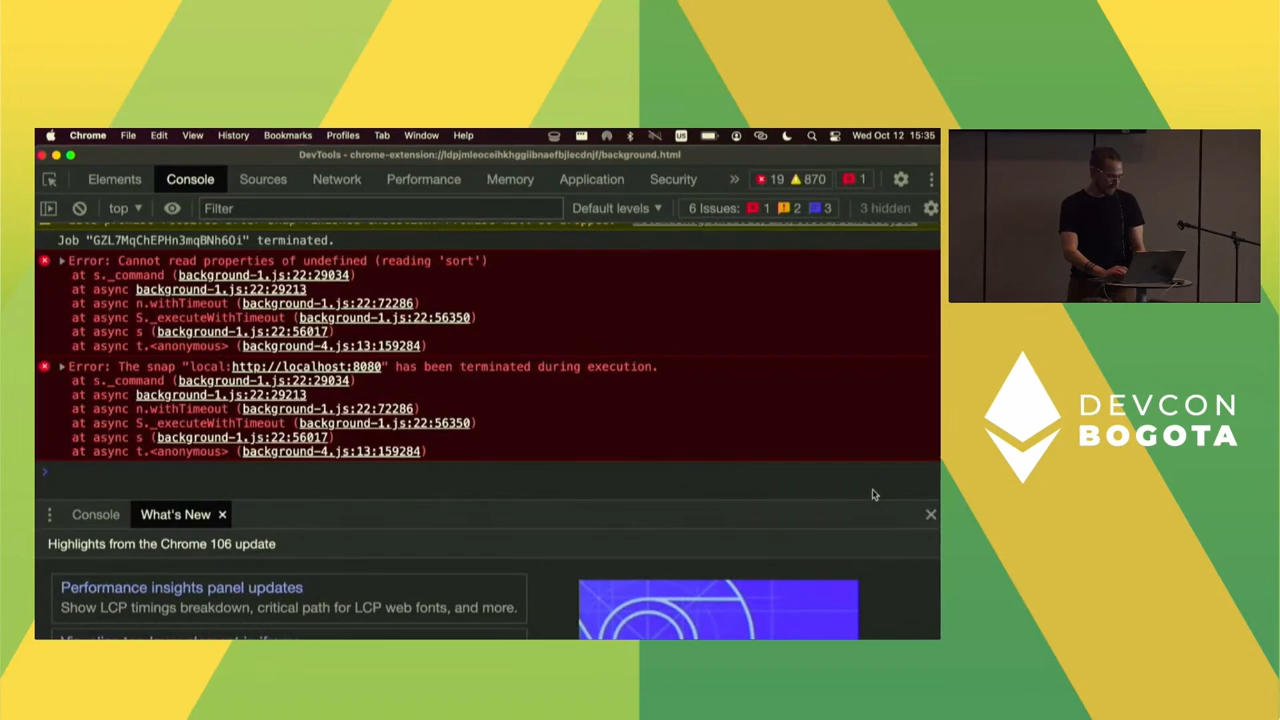 Chrome File Edit View History Bookmarks Profiles Tab Window Help US Wed Oct 12 15:35
DevTools - chrome-extension://ldpjmleoceihkhggiibnaefbjlecdnjf/background.html
Elements Console Sources Network Performance Memory Application Security » 19 870 1
top Filter Default levels 6 Issues: 1 2 3 3 hidden
Job "GZL7MqChEPHn3mqBNh6Oi" terminated.
Error: Cannot read properties of undefined (reading 'sort')
at s._command (background-1.js:22:29034)
at async background-1.js:22:29213
at async n.withTimeout (background-1.js:22:72286)
at async S._executeWithTimeout (background-1.js:22:56350)
at async s (background-1.js:22:56017)
at async t.<anonymous> (background-4.js:13:159284)
Error: The snap "local:http://localhost:8080" has been terminated during execution.
at s._command (background-1.js:22:29034)
at async background-1.js:22:29213
at async n.withTimeout (background-1.js:22:72286)
at async S._executeWithTimeout (background-1.js:22:56350)
at async s (background-1.js:22:56017)
at async t.<anonymous> (background-4.js:13:159284)
Console What's New ×
Highlights from the Chrome 106 update
Performance insights panel updates
Show LCP timings breakdown, critical path for LCP web fonts, and more.
DEVCON
BOGOTA